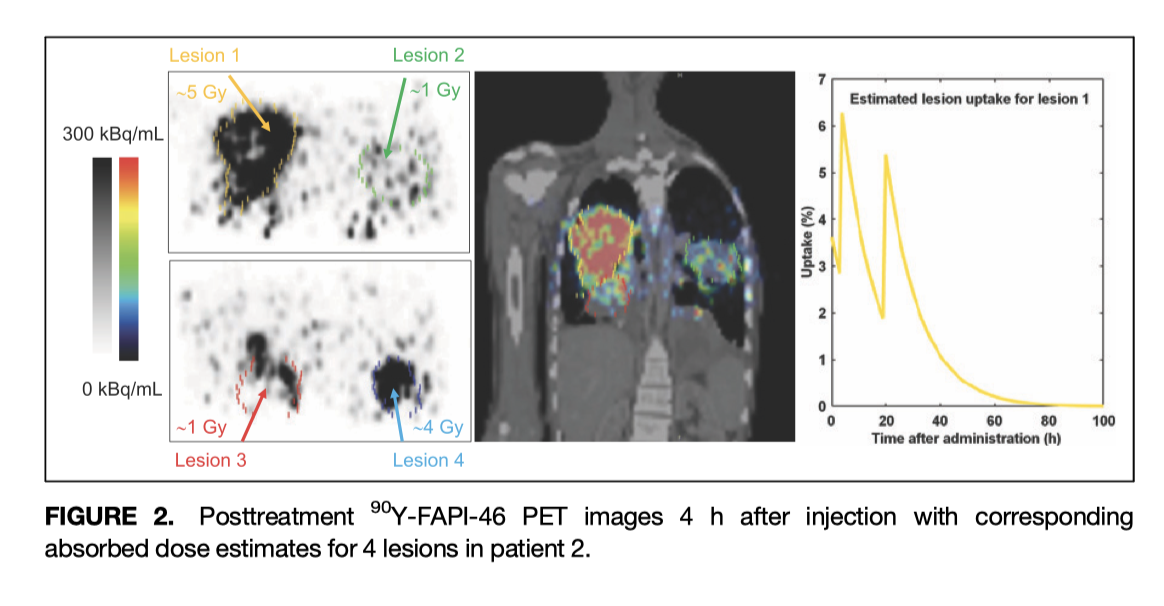 Lesion 1
Lesion 2
~5 Gy
~1 Gy
300 kBq/mL
0 kBq/mL
~1 Gy
~4 Gy
Lesion 3
Lesion 4
Estimated lesion uptake for lesion 1
Uptake (%)
7
6
5
4
3
2
1
0
0 20 40 60 80 100
Time after administration (h)
FIGURE 2. Posttreatment ⁹⁰Y-FAPI-46 PET images 4 h after injection with corresponding
absorbed dose estimates for 4 lesions in patient 2.